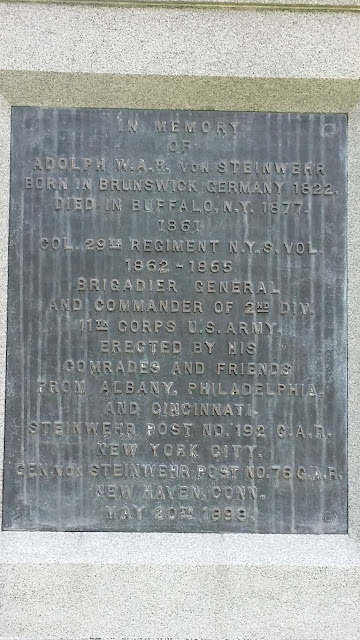 IN MEMORY
OF
ADOLPH W.A.F. VON STEINWEHR
BORN IN BRUNSWICK, GERMANY 1822.
DIED IN BUFFALO, N.Y. 1877.
1861
COL. 29TH REGIMENT N.Y.S. VOL.
1862-1865
BRIGADIER GENERAL
AND COMMANDER OF 2ND DIV.
11TH CORPS U.S. ARMY.
ERECTED BY HIS
COMRADES AND FRIENDS
FROM ALBANY, PHILADELPHIA
AND CINCINNATI.
STEINWEHR POST NO. 192 G.A.R.
NEW YORK CITY.
GEN. VON STEINWEHR POST NO. 76 G.A.R.
NEW HAVEN, CONN.
MAY 20TH 1898.